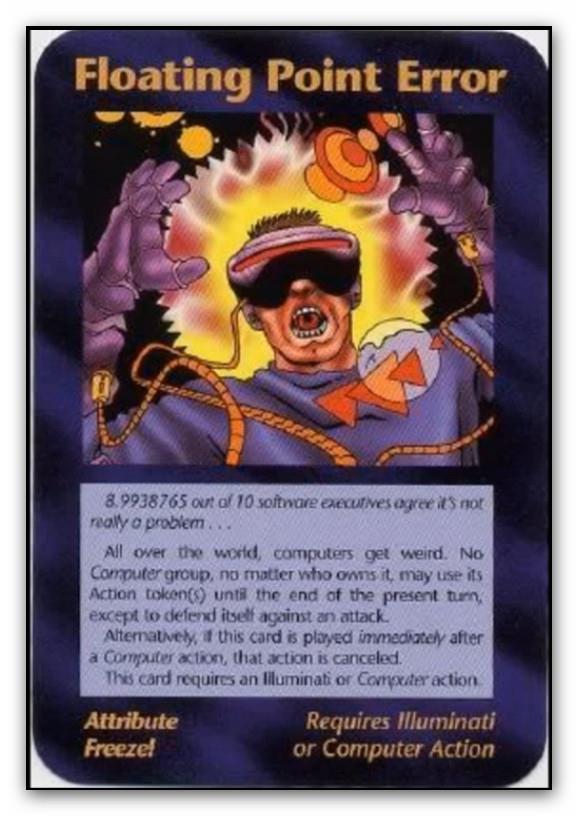 Floating Point Error
8.9938765 out of 10 software executives agree it's not
really a problem . . .
All over the world, computers get weird. No
Computer group, no matter who owns it, may use its
Action token(s) until the end of the present turn,
except to defend itself against an attack.
Alternatively, if this card is played immediately after
a Computer action, that action is canceled.
This card requires an Illuminati or Computer action.
Attribute
Freeze!
Requires Illuminati
or Computer Action